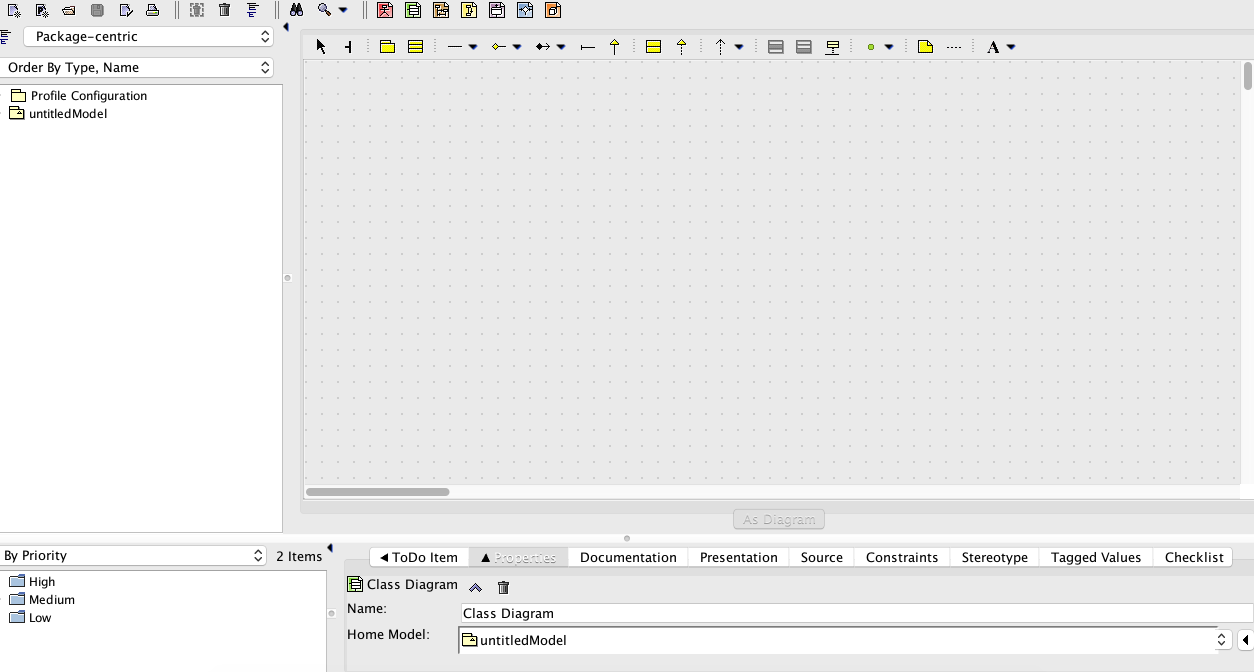 Package-centric
Order By Type, Name
Profile Configuration
untitledModel
A
As Diagram
By Priority
2 Items
High
Medium
Low
ToDo Item
Properties
Documentation
Presentation
Source
Constraints
Stereotype
Tagged Values
Checklist
Class Diagram
Name:
Class Diagram
Home Model:
untitledModel